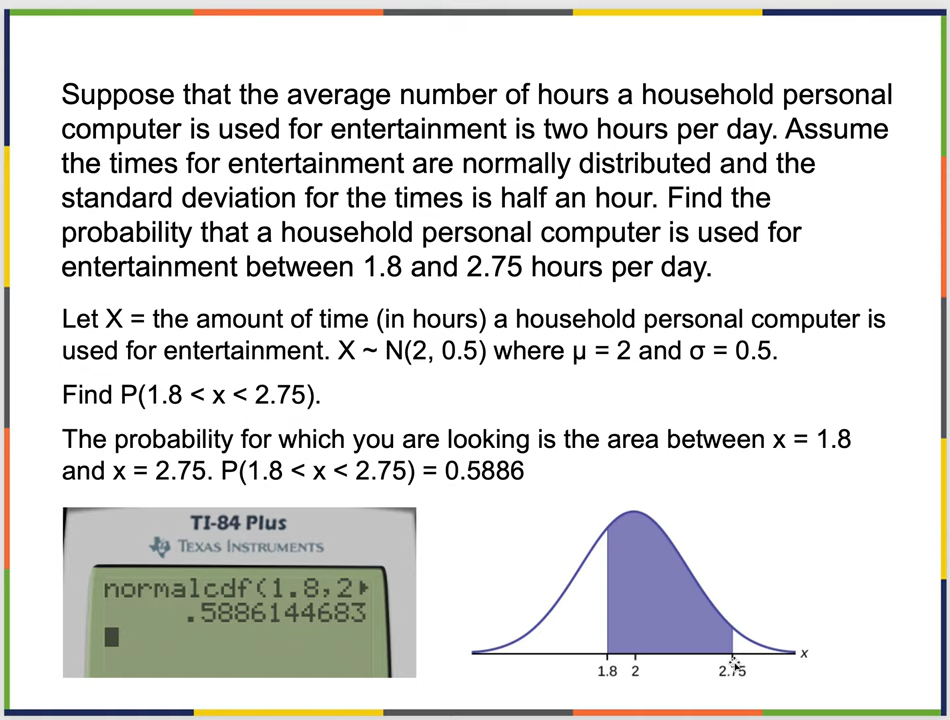 Suppose that the average number of hours a household personal
computer is used for entertainment is two hours per day. Assume
the times for entertainment are normally distributed and the
standard deviation for the times is half an hour. Find the
probability that a household personal computer is used for
entertainment between 1.8 and 2.75 hours per day.
Let X = the amount of time (in hours) a household personal computer is
used for entertainment. X ~ N(2, 0.5) where μ = 2 and σ = 0.5.
Find P(1.8 < x < 2.75).
The probability for which you are looking is the area between x = 1.8
and x = 2.75. P(1.8 < x < 2.75) = 0.5886
TI-84 Plus
TEXAS INSTRUMENTS
normalcdf(1.8,2
.5886144683
x
1.8 2 2.75